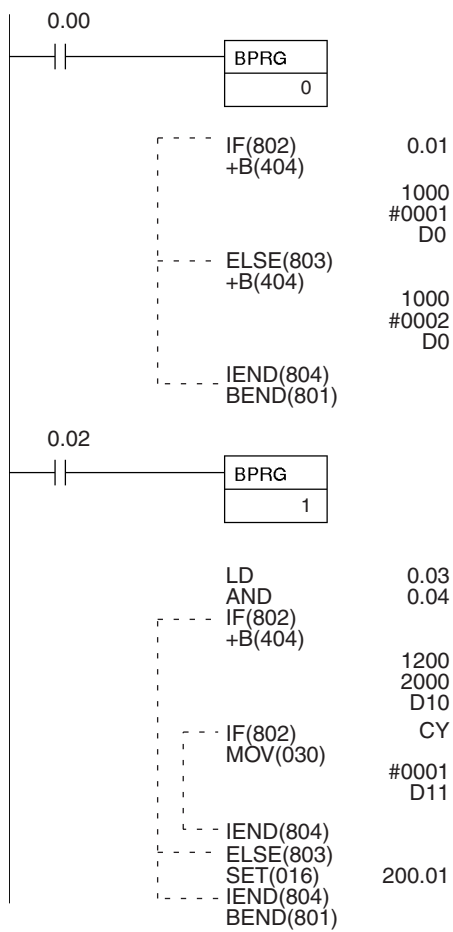 0.00
BPRG
0
IF(802) 0.01
+B(404)
1000
#0001
D0
ELSE(803)
+B(404)
1000
#0002
D0
IEND(804)
BEND(801)
0.02
BPRG
1
LD 0.03
AND 0.04
IF(802)
+B(404)
1200
2000
D10
IF(802) CY
MOV(030)
#0001
D11
IEND(804)
ELSE(803)
SET(016) 200.01
IEND(804)
BEND(801)